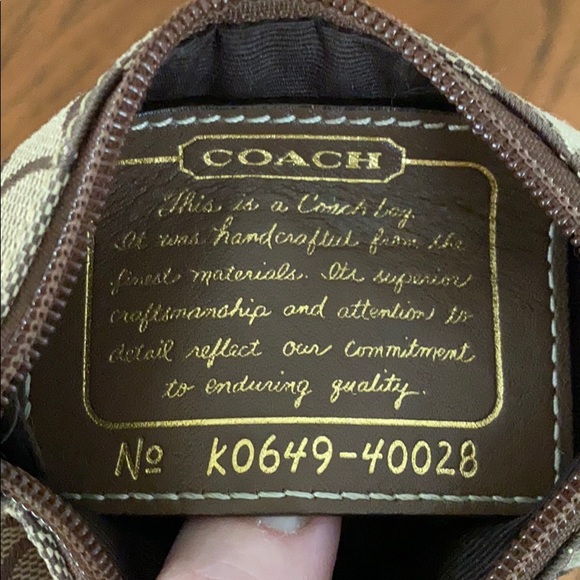 COACH
This is a Coach bag.
It was handcrafted from the
finest materials. Its superior
craftsmanship and attention to
detail reflect our commitment
to enduring quality.
No K0649-40028